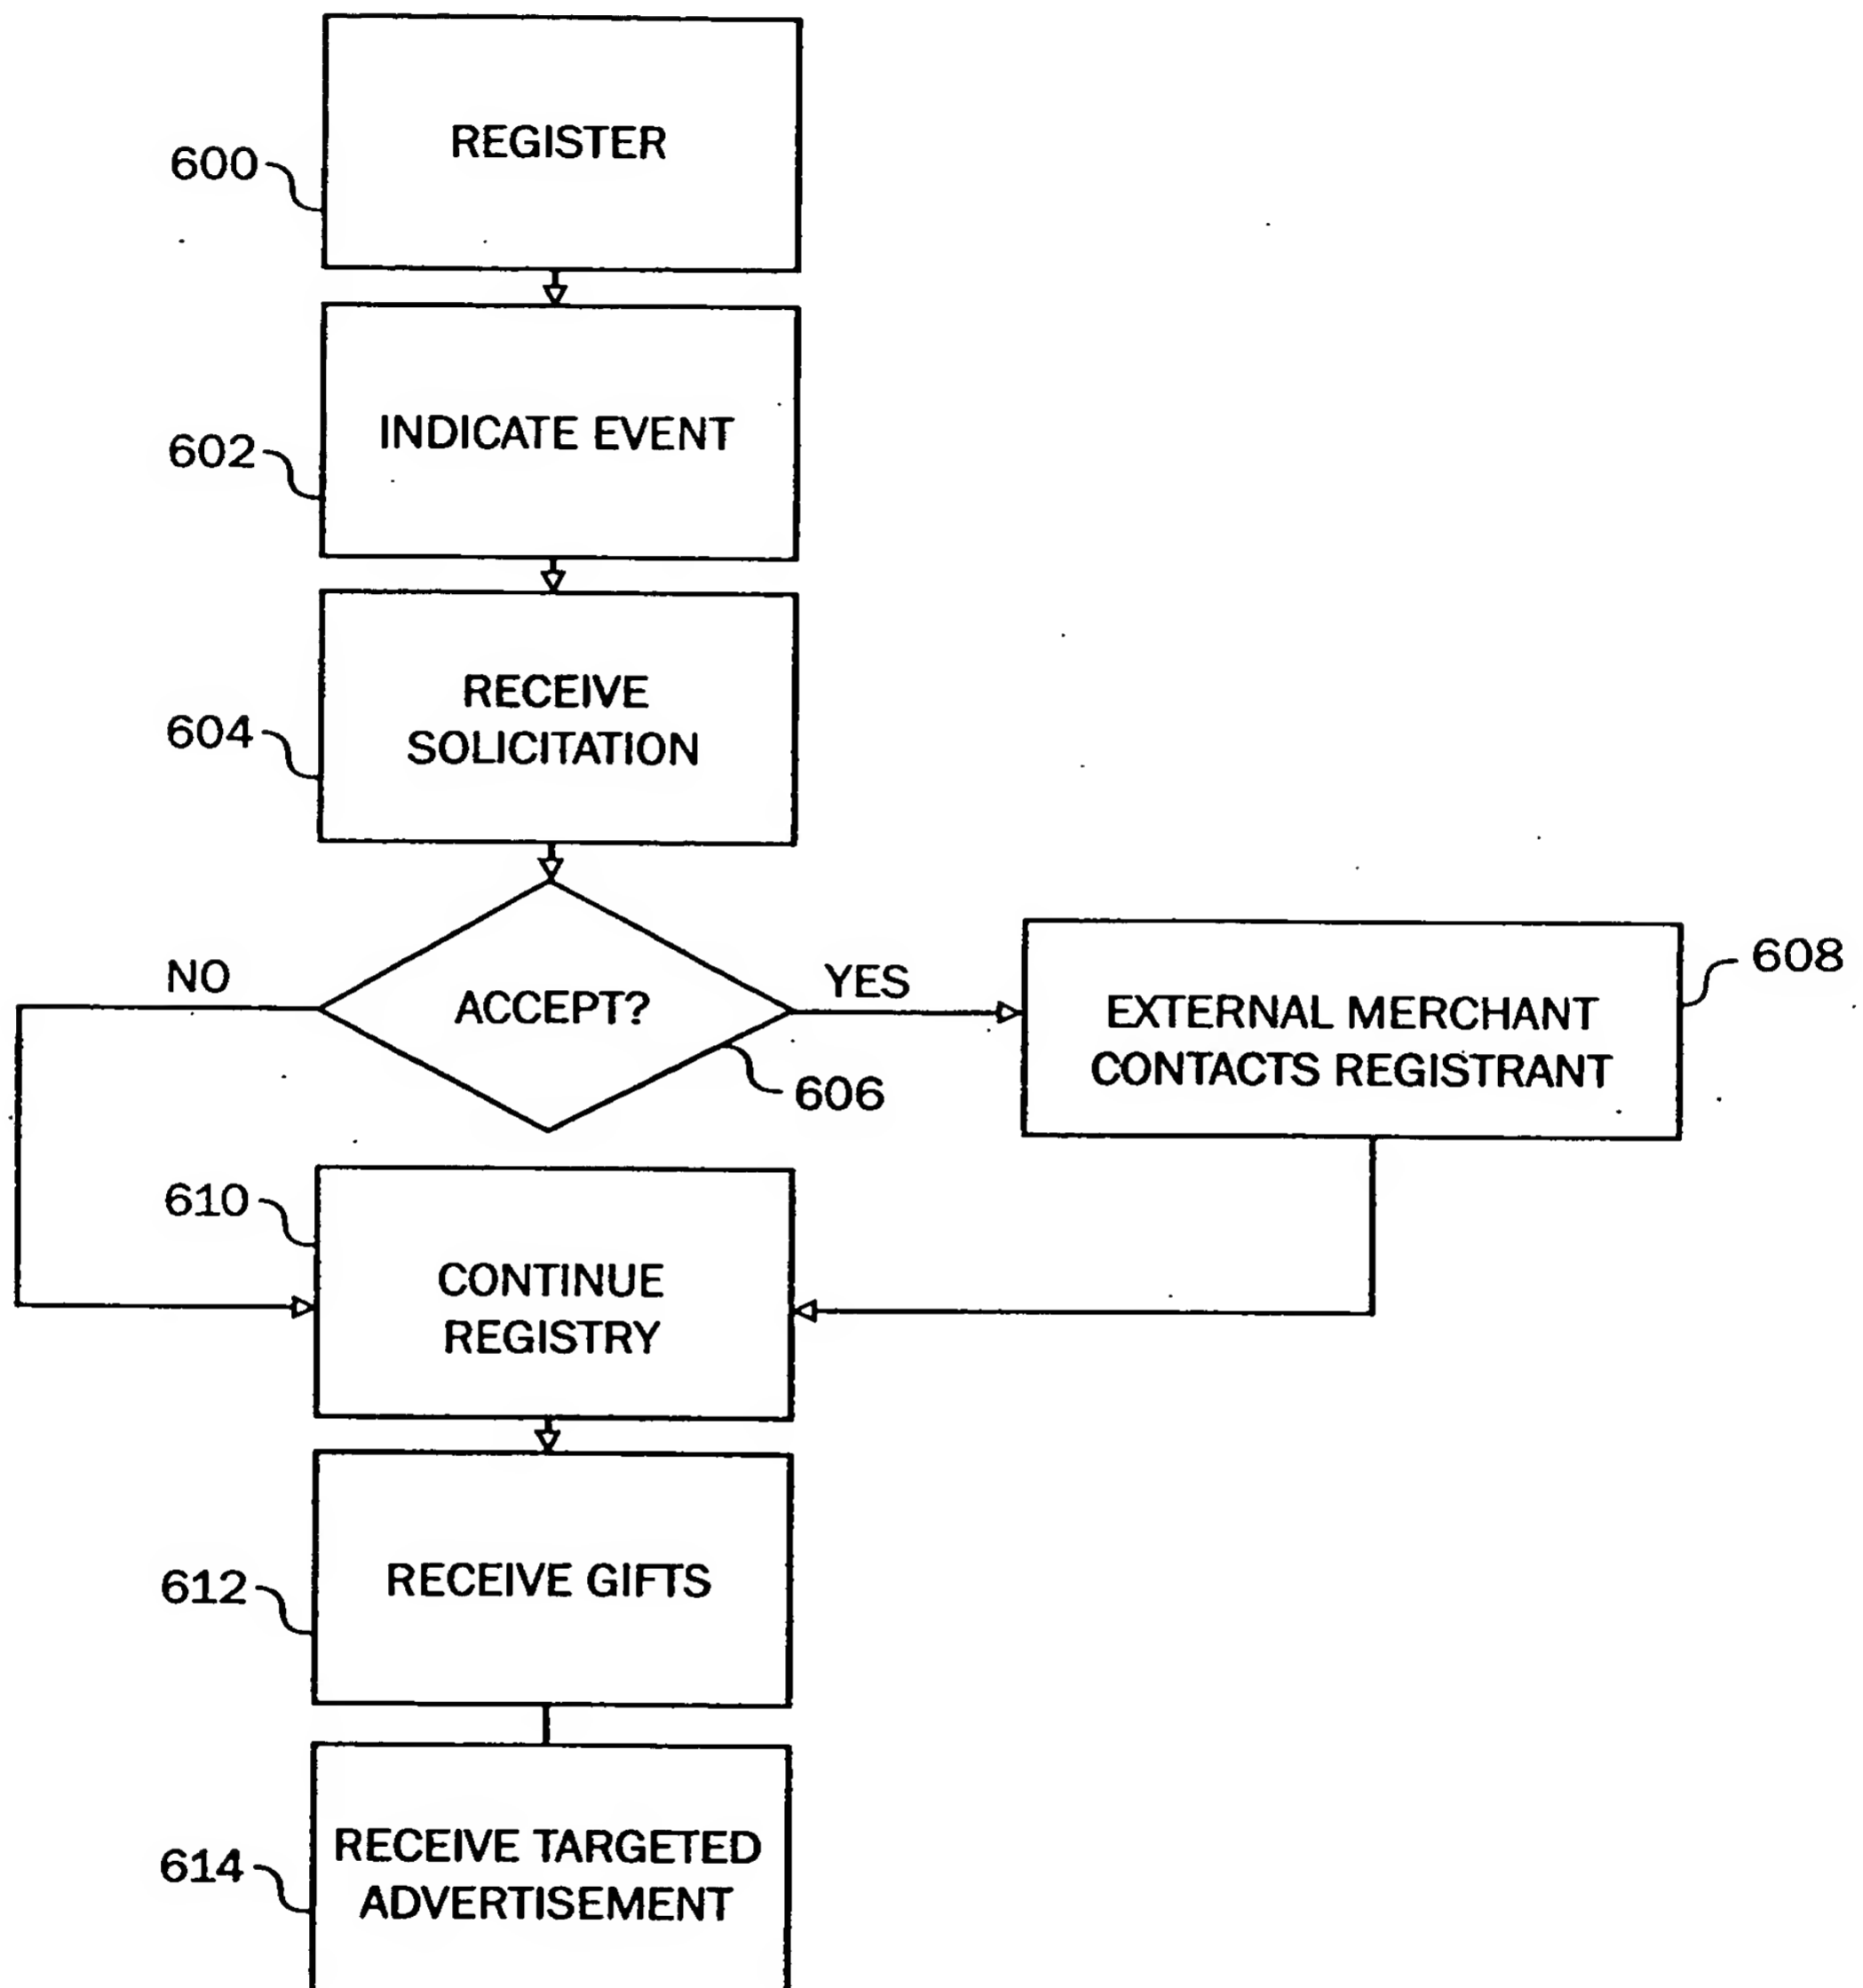 REGISTER
600
INDICATE EVENT
602
RECEIVE
SOLICITATION
604
NO
ACCEPT?
YES
606
EXTERNAL MERCHANT
CONTACTS REGISTRANT
608
610
CONTINUE
REGISTRY
RECEIVE GIFTS
612
RECEIVE TARGETED
ADVERTISEMENT
614